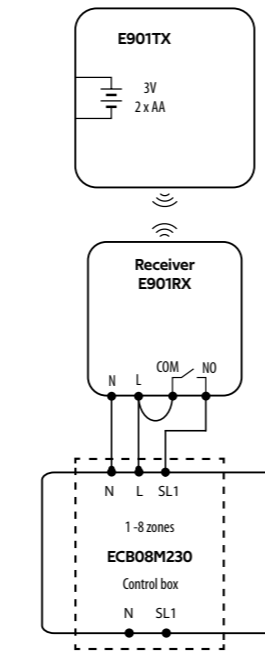 E901TX
3V
2 x AA
Receiver
E901RX
N L COM NO
N L SL1
1 -8 zones
ECB08M230
Control box
N SL1